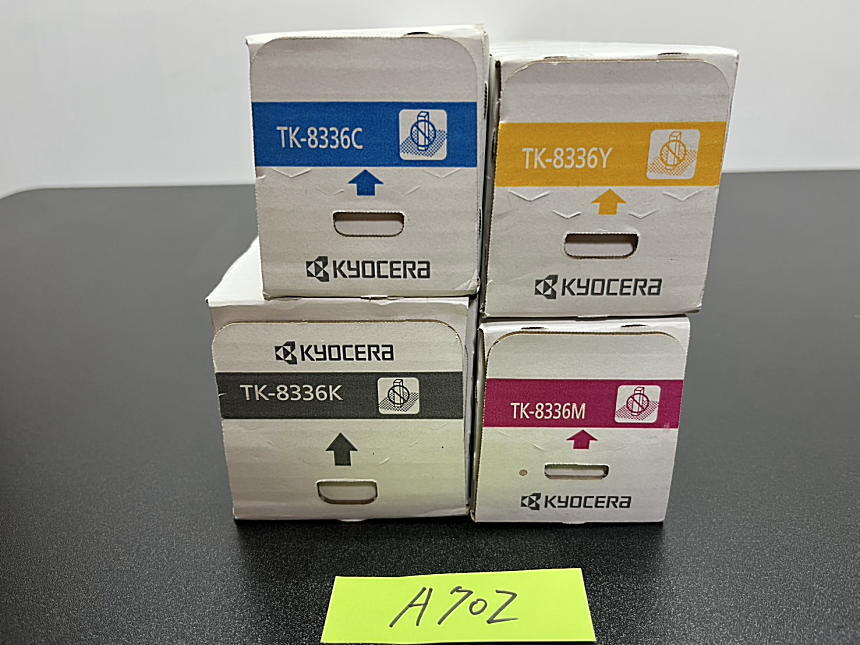 TK-8336C
KYOCERA
TK-8336Y
KYOCERA
KYOCERA
TK-8336K
TK-8336M
KYOCERA
A702